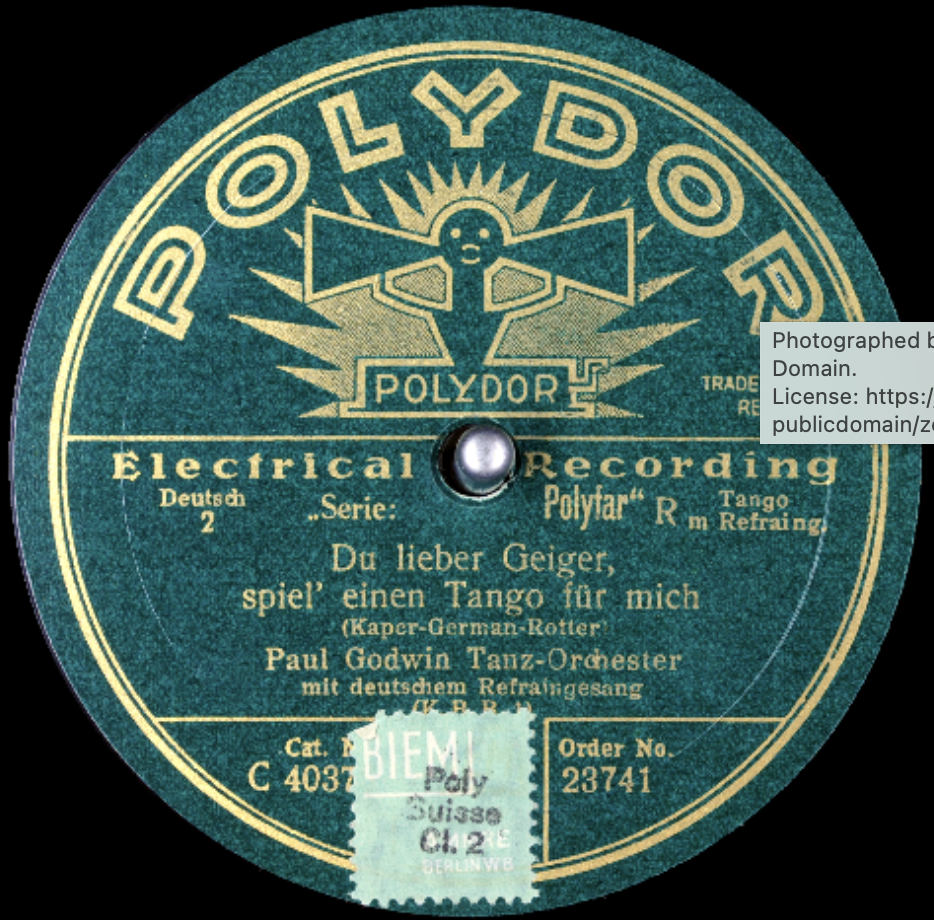 POLYDOR
POLYDOR
TRADE
RE
Photographed
Domain.
License: https:/
publicdomain/z
Electrical Recording
Deutsch
2
„Serie: Polyfar“ R
Tango
m Refraing.
Du lieber Geiger,
spiel' einen Tango für mich
(Kaper-German-Rotter)
Paul Godwin Tanz-Orchester
mit deutschem Refraingesang
Cat.
C 4037
Order No.
23741
BIEM
Poly
Suisse
Cl. 2
BERLIN W8